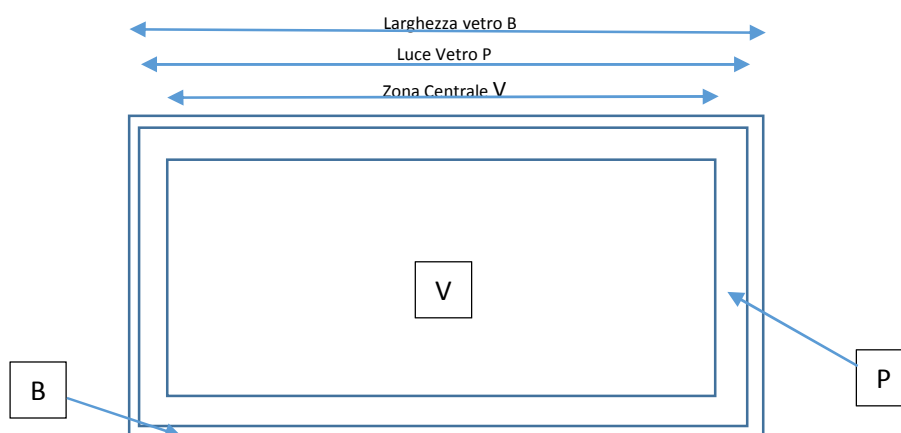 Larghezza vetro B
Luce Vetro P
Zona Centrale V
V
P
B